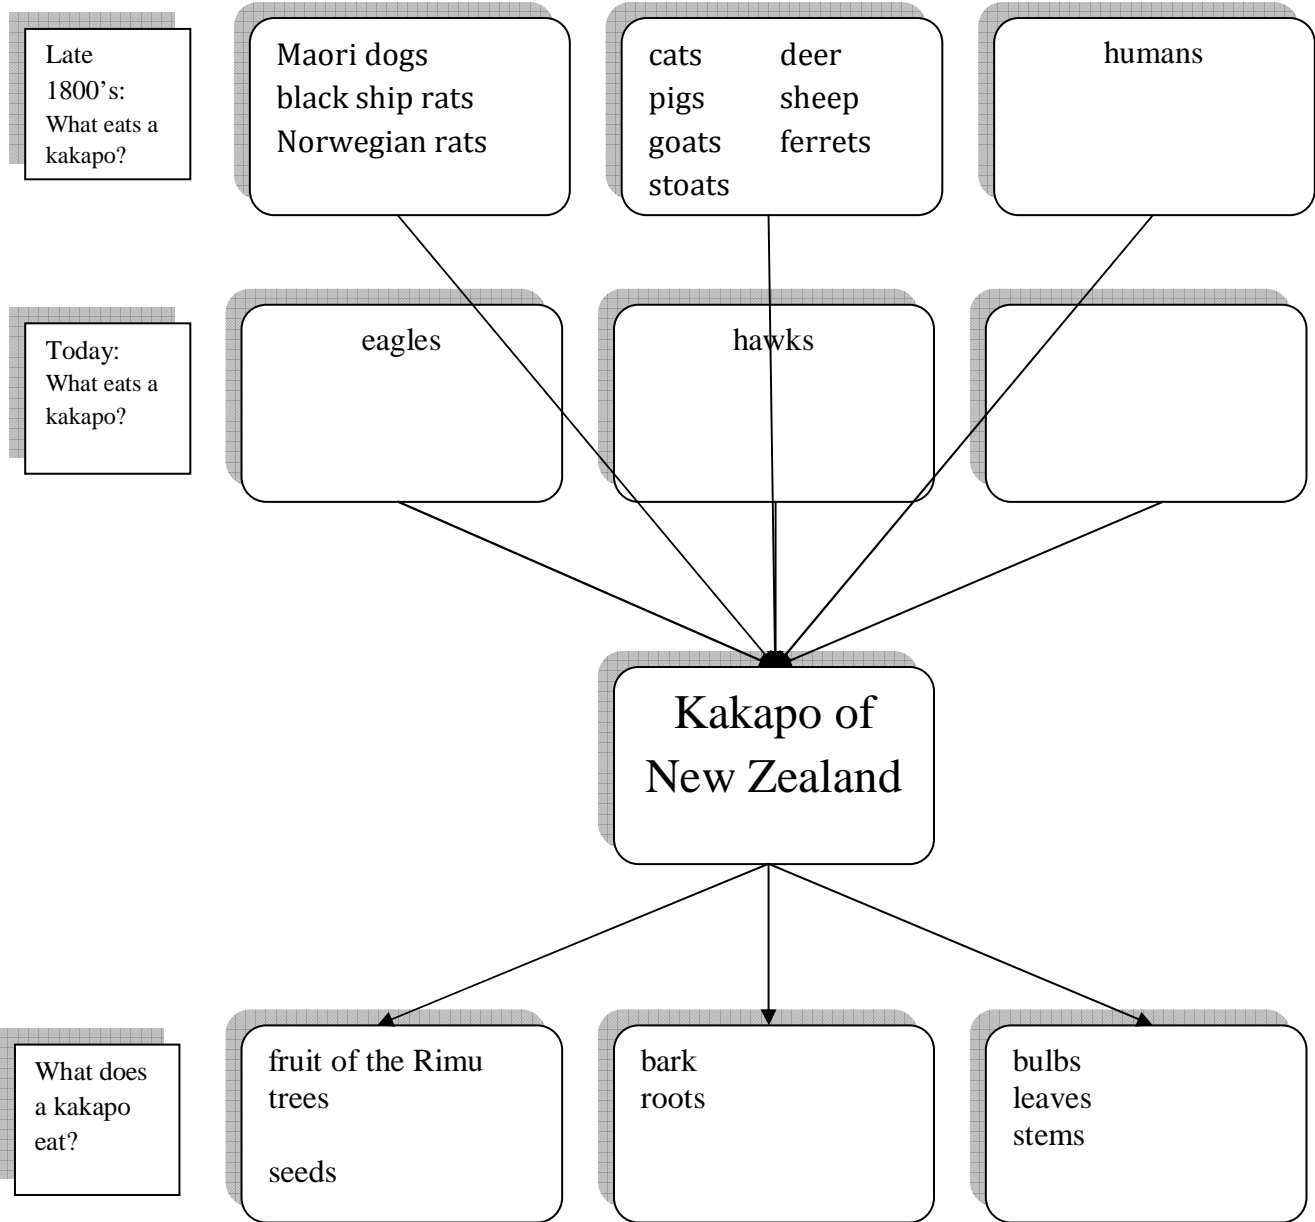 Late
1800’s:
What eats a
kakapo?
Maori dogs
black ship rats
Norwegian rats
cats deer
pigs sheep
goats ferrets
stoats
humans
Today:
What eats a
kakapo?
eagles
hawks
Kakapo of
New Zealand
What does
a kakapo
eat?
fruit of the Rimu
trees
seeds
bark
roots
bulbs
leaves
stems